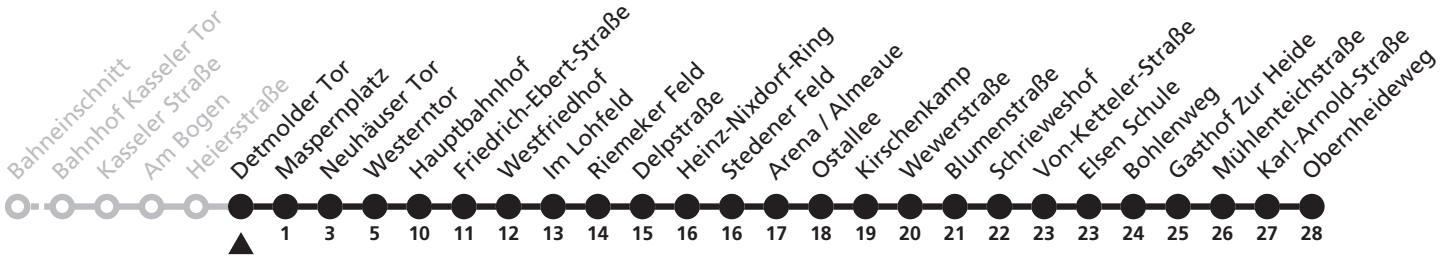 Bahneinschnitt
Bahnhof Kasseler Tor
Kasseler Straße
Am Bogen
Heiersstraße
Detmolder Tor
Maspernplatz
Neuhäuser Tor
Westerntor
Hauptbahnhof
Friedrich-Ebert-Straße
Westfriedhof
Im Lohfeld
Riemeker Feld
Delpstraße
Heinz-Nixdorf-Ring
Stedener Feld
Arena / Almeaue
Ostallee
Kirschenkamp
Wewerstraße
Blumenstraße
Schrieweshof
Von-Ketteler-Straße
Elsen Schule
Bohlenweg
Gasthof Zur Heide
Mühlenteichstraße
Karl-Arnold-Straße
Obernheideweg
1 3 5 10 11 12 13 14 15 16 16 17 18 19 20 21 22 23 23 24 25 26 27 28